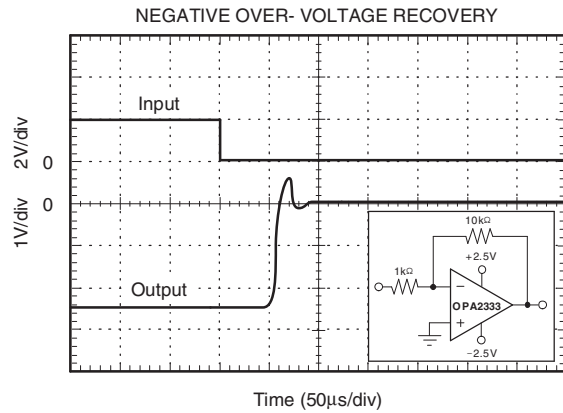 NEGATIVE OVER- VOLTAGE RECOVERY
2V/div
1V/div
0
0
Input
Output
10kΩ
+2.5V
1kΩ
−
OPA2333
+
−2.5V
Time (50μs/div)